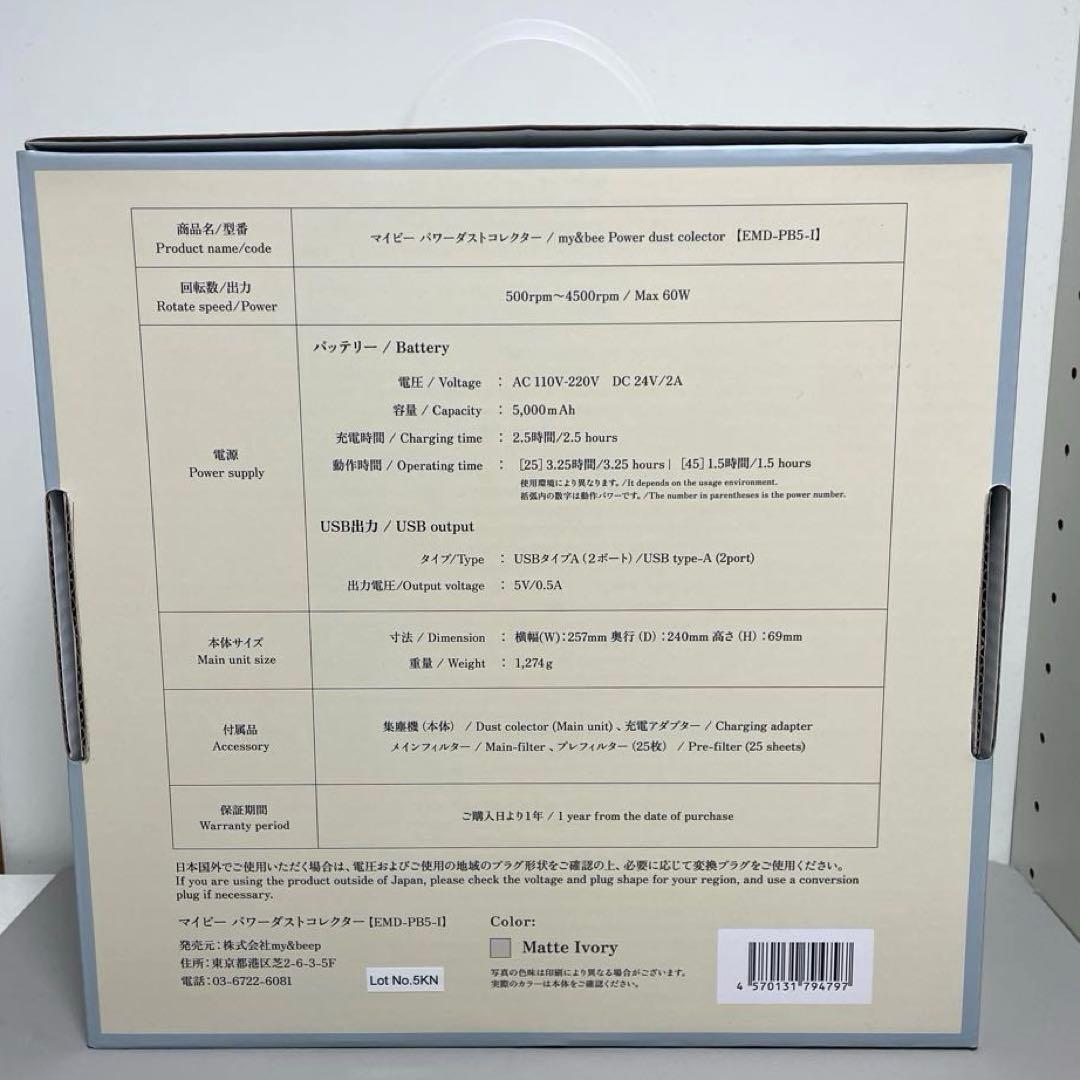 商品名/型番
Product name/code
マイビー パワーダストコレクター / my&bee Power dust colector 【EMD-PB5-I】
回転数/出力
Rotate speed/Power
500rpm〜4500rpm / Max 60W
電源
Power supply
バッテリー / Battery
電圧 / Voltage : AC 110V-220V DC 24V/2A
容量 / Capacity : 5,000mAh
充電時間 / Charging time : 2.5時間/2.5 hours
動作時間 / Operating time : [25] 3.25時間/3.25 hours | [45] 1.5時間/1.5 hours
使用環境により異なります。/It depends on the usage environment.
括弧内の数字は動作パワーです。/The number in parentheses is the power number.
USB出力 / USB output
タイプ/Type : USBタイプA(2ポート)/USB type-A (2port)
出力電圧/Output voltage : 5V/0.5A
本体サイズ
Main unit size
寸法 / Dimension : 横幅(W):257mm 奥行(D):240mm 高さ(H):69mm
重量 / Weight : 1,274g
付属品
Accessory
集塵機(本体) / Dust colector (Main unit)、充電アダプター / Charging adapter
メインフィルター / Main-filter、プレフィルター(25枚) / Pre-filter (25 sheets)
保証期間
Warranty period
ご購入日より1年 / 1 year from the date of purchase
日本国外でご使用いただく場合は、電圧およびご使用の地域のプラグ形状をご確認の上、必要に応じて変換プラグをご使用ください。
If you are using the product outside of Japan, please check the voltage and plug shape for your region, and use a conversion
plug if necessary.
マイビー パワーダストコレクター【EMD-PB5-I】
発売元:株式会社my&beep
住所:東京都港区芝2-6-3-5F
電話:03-6722-6081
Lot No.5KN
Color:
Matte Ivory
写真の色味は印刷により異なる場合がございます。
実際のカラーは本体をご確認ください。
4 570131 794797